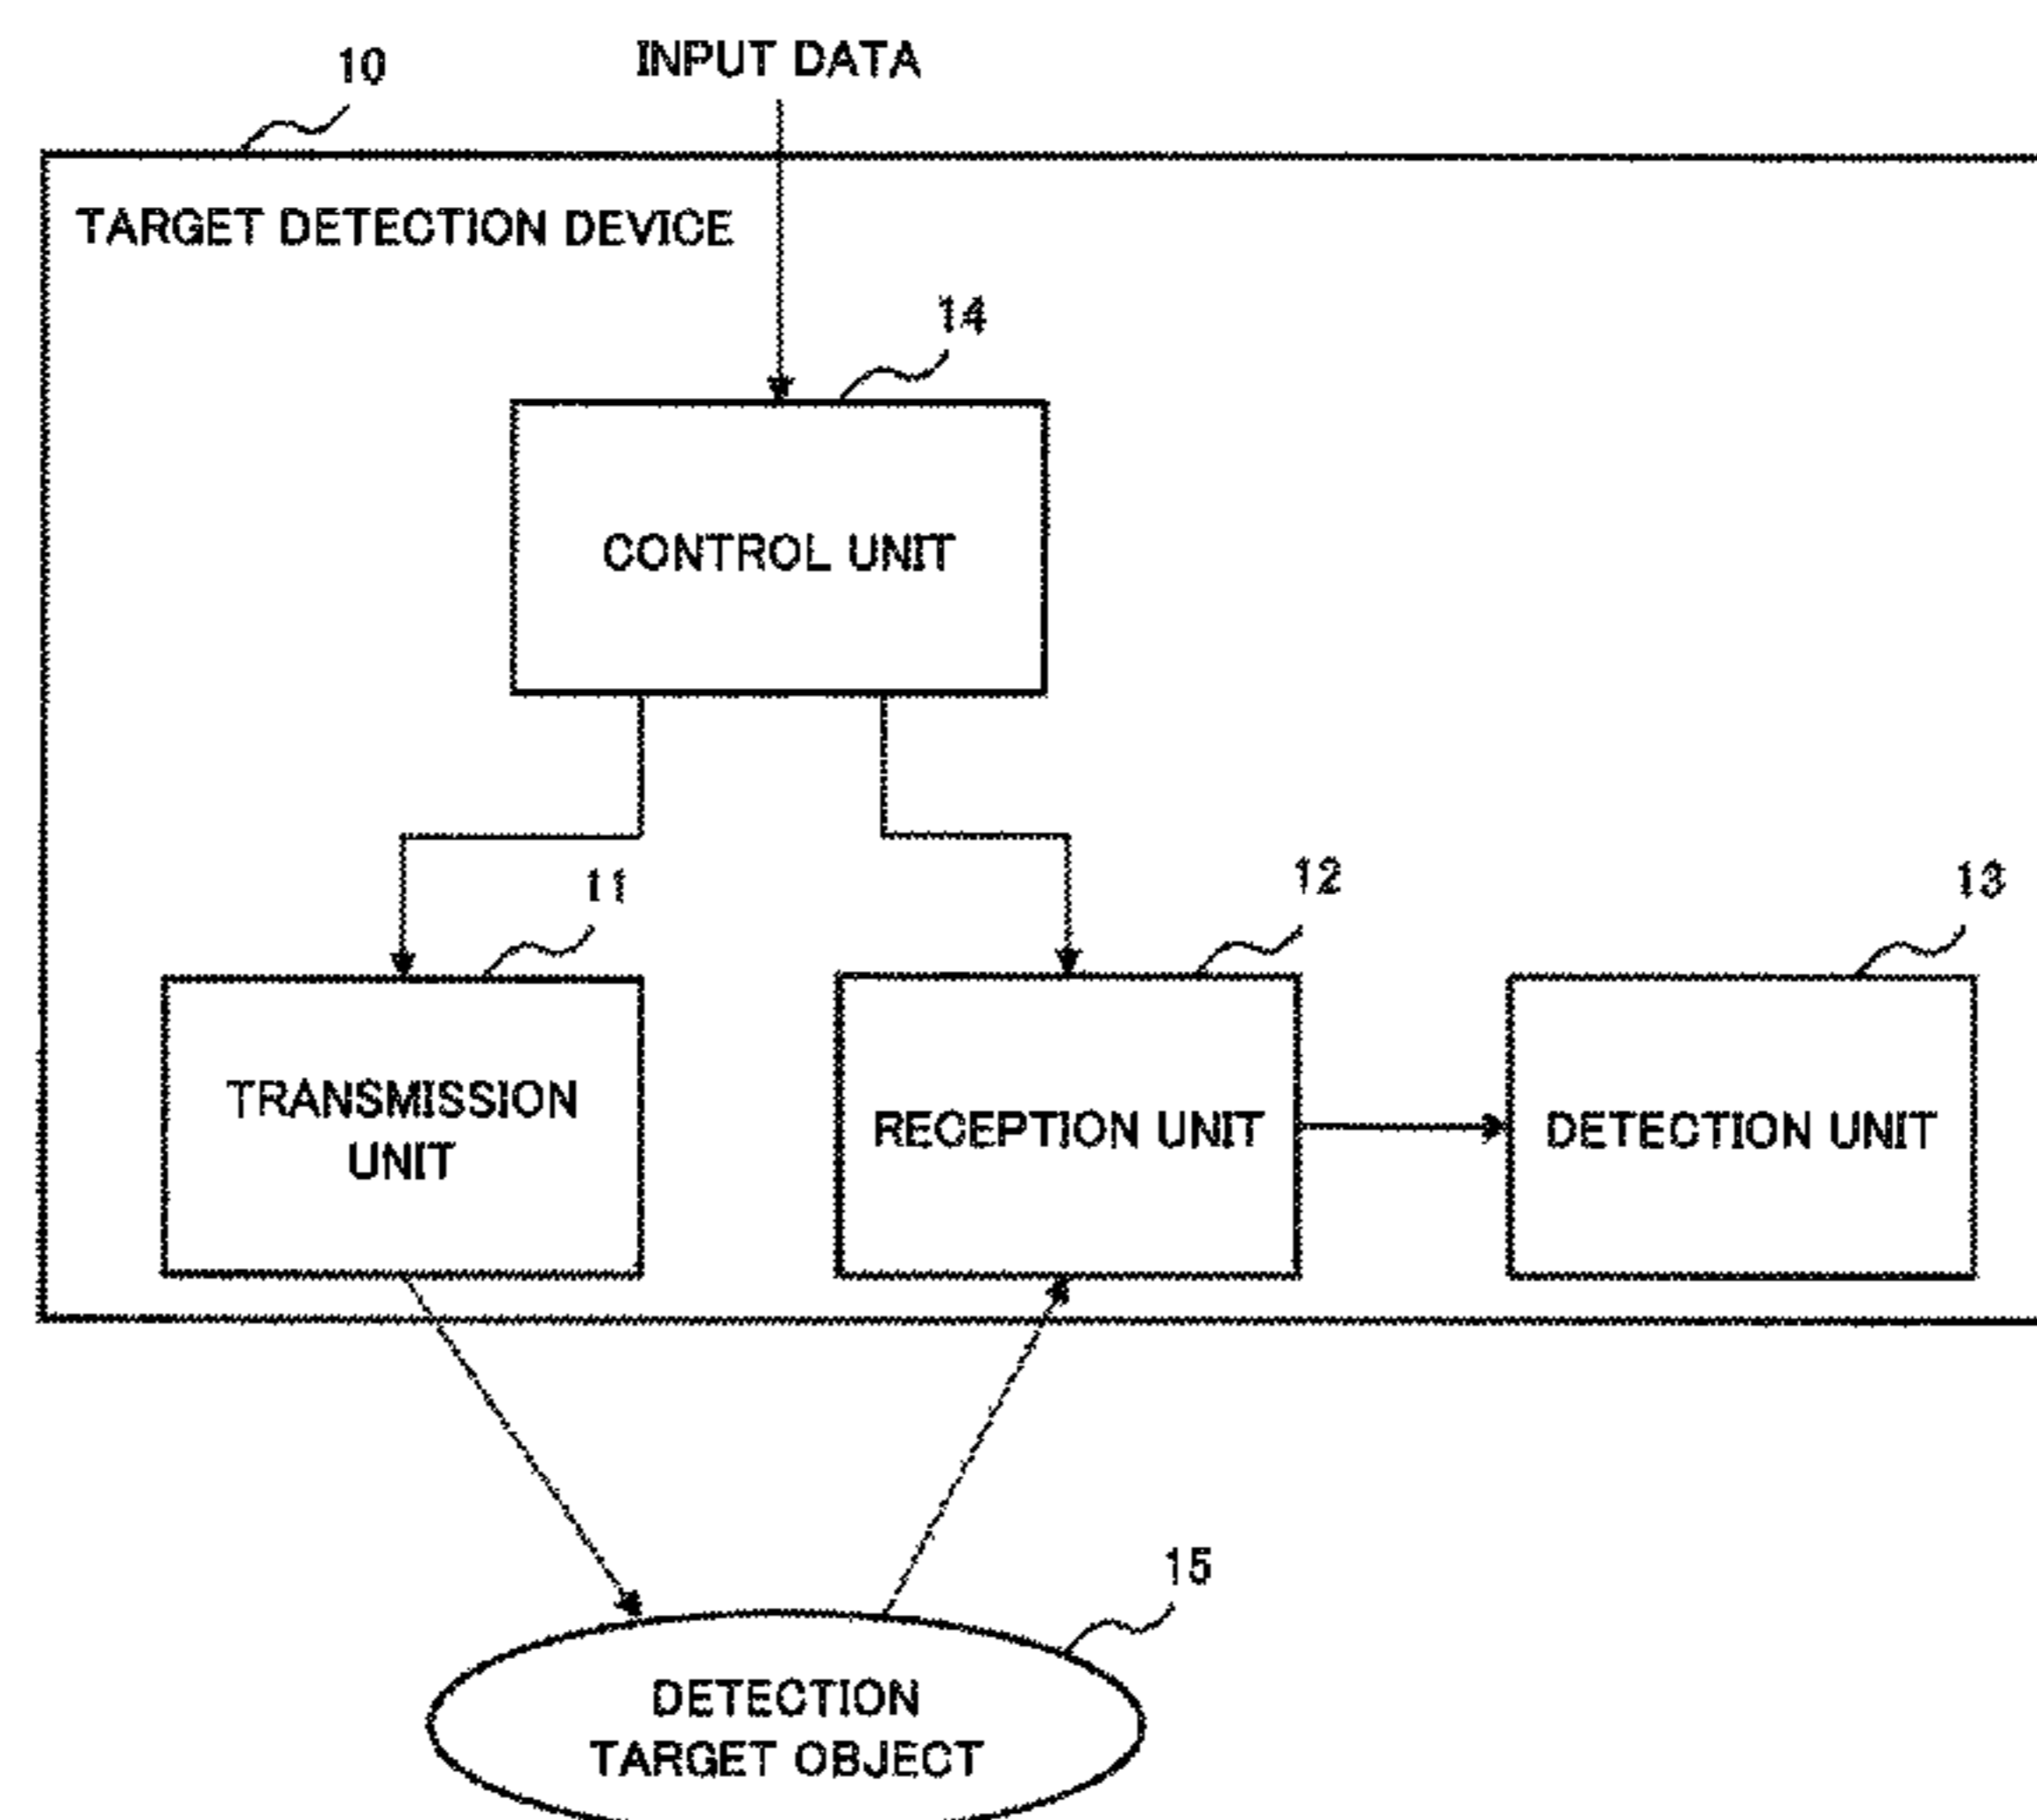 10
INPUT DATA
TARGET DETECTION DEVICE
14
CONTROL UNIT
11
12
13
TRANSMISSION
UNIT
RECEPTION UNIT
DETECTION UNIT
15
DETECTION
TARGET OBJECT